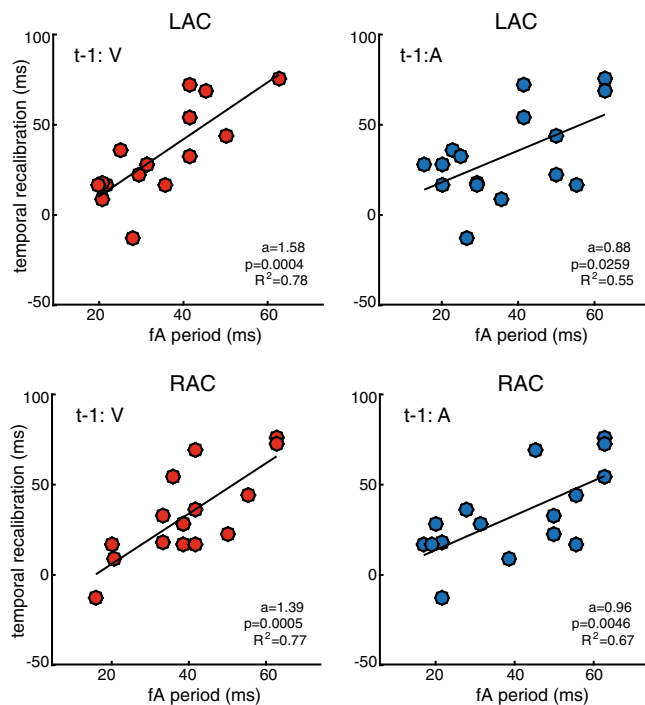 LAC
t-1: V
temporal recalibration (ms)
100
50
0
-50
20
40
60
fA period (ms)
a=1.58
p=0.0004
R²=0.78
LAC
t-1:A
100
50
0
-50
20
40
60
fA period (ms)
a=0.88
p=0.0259
R²=0.55
RAC
t-1: V
temporal recalibration (ms)
100
50
0
-50
20
40
60
fA period (ms)
a=1.39
p=0.0005
R²=0.77
RAC
t-1: A
100
50
0
-50
20
40
60
fA period (ms)
a=0.96
p=0.0046
R²=0.67